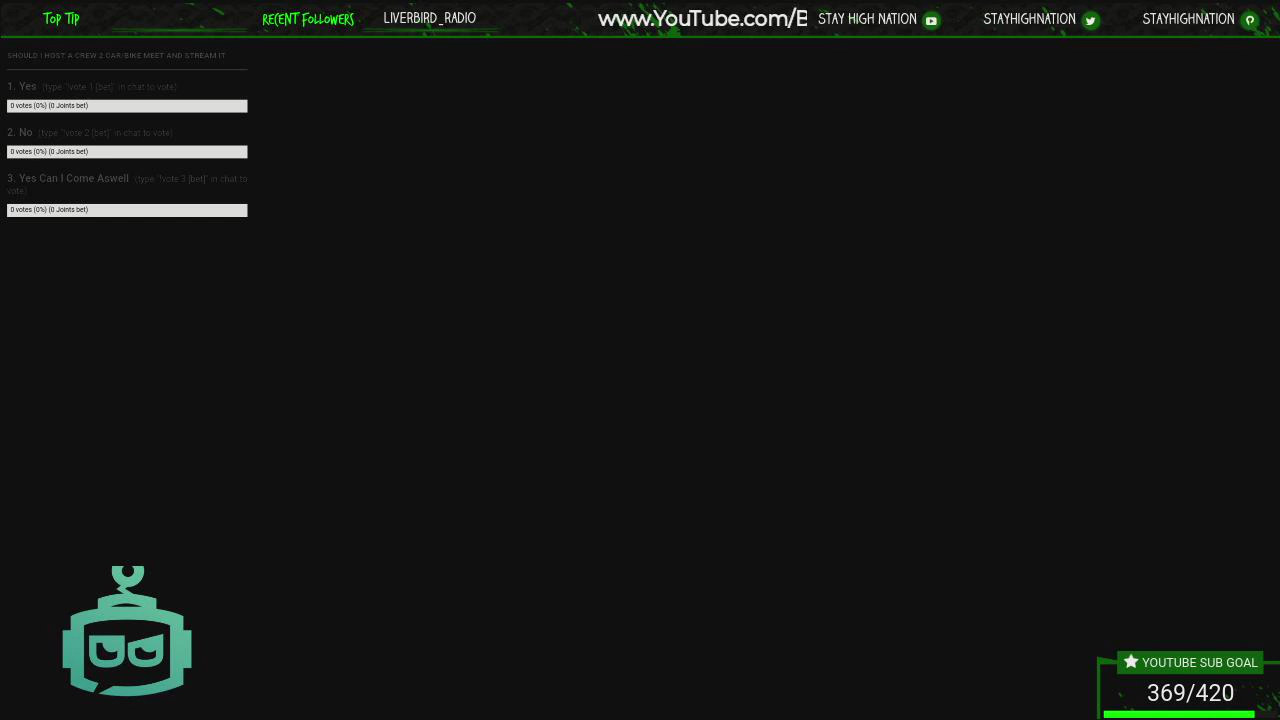 Top Tip
Recent Followers
LIVERBIRD_RADIO
www.YouTube.com/B
STAY HIGH NATION
STAYHIGHNATION
STAYHIGHNATION
SHOULD I HOST A CREW 2 CAR/BIKE MEET AND STREAM IT
1. Yes (type "!vote 1 [bet]" in chat to vote)
0 votes (0%) (0 Joints bet)
2. No (type "!vote 2 [bet]" in chat to vote)
0 votes (0%) (0 Joints bet)
3. Yes Can I Come Aswell (type "!vote 3 [bet]" in chat to
vote)
0 votes (0%) (0 Joints bet)
YOUTUBE SUB GOAL
369/420